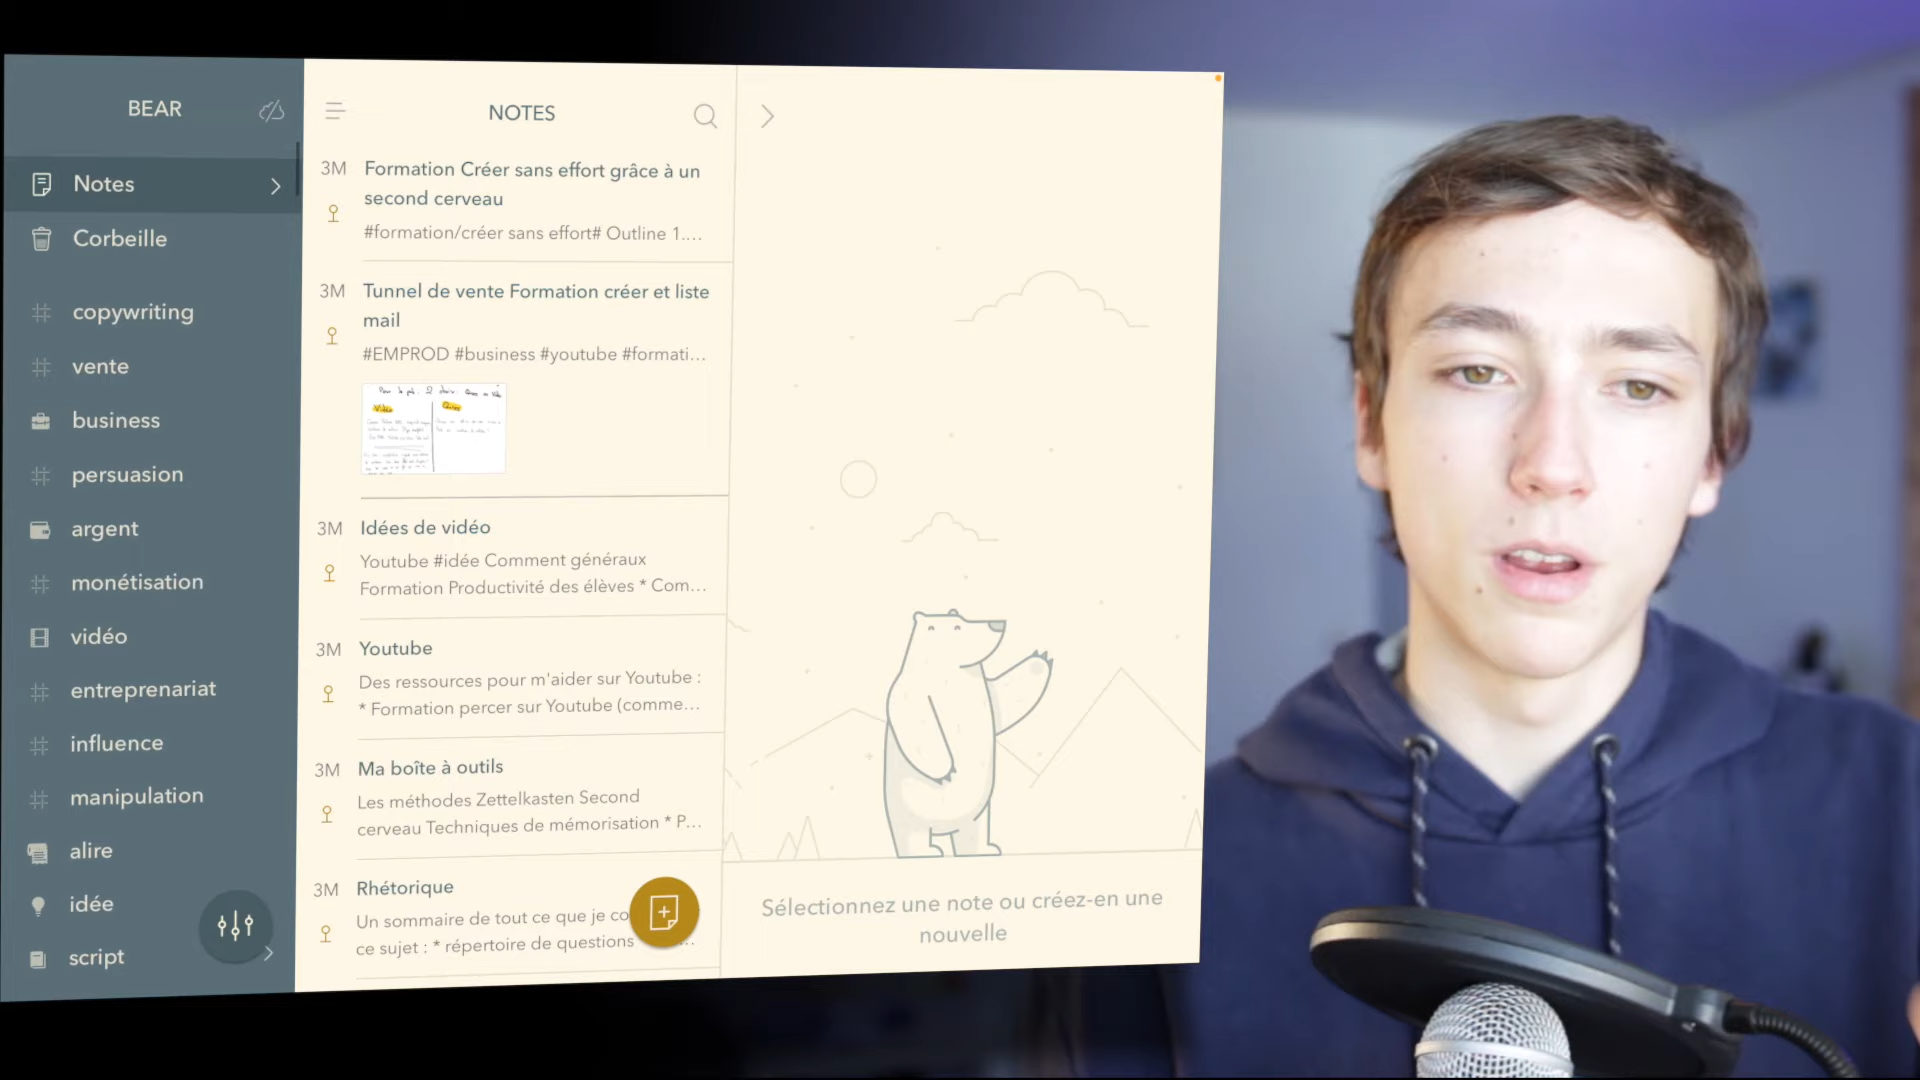 BEAR
Notes
Corbeille
copywriting
vente
business
persuasion
argent
monétisation
vidéo
entreprenariat
influence
manipulation
alire
idée
script
NOTES
3M
Formation Créer sans effort grâce à un
second cerveau
#formation/créer sans effort# Outline 1....
3M
Tunnel de vente Formation créer et liste
mail
#EMPROD #business #youtube #formati...
Vidéo
3M
Idées de vidéo
Youtube #idée Comment généraux
Formation Productivité des élèves * Com...
3M
Youtube
Des ressources pour m'aider sur Youtube :
* Formation percer sur Youtube (comme...
3M
Ma boîte à outils
Les méthodes Zettelkasten Second
cerveau Techniques de mémorisation * P...
3M
Rhétorique
Un sommaire de tout ce que je co
ce sujet : * répertoire de questions
Sélectionnez une note ou créez-en une
nouvelle